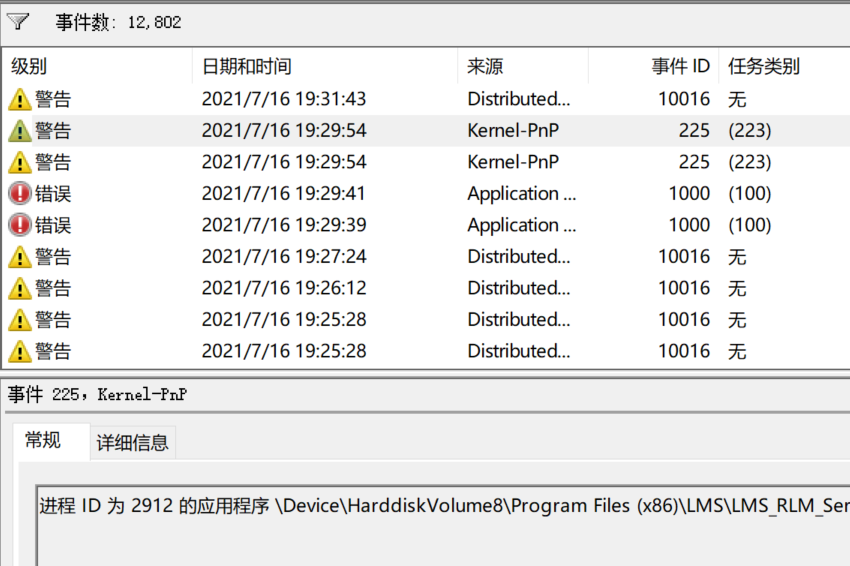 事件数: 12,802
级别 日期和时间 来源 事件 ID 任务类别
警告 2021/7/16 19:31:43 Distributed... 10016 无
警告 2021/7/16 19:29:54 Kernel-PnP 225 (223)
警告 2021/7/16 19:29:54 Kernel-PnP 225 (223)
错误 2021/7/16 19:29:41 Application ... 1000 (100)
错误 2021/7/16 19:29:39 Application ... 1000 (100)
警告 2021/7/16 19:27:24 Distributed... 10016 无
警告 2021/7/16 19:26:12 Distributed... 10016 无
警告 2021/7/16 19:25:28 Distributed... 10016 无
警告 2021/7/16 19:25:28 Distributed... 10016 无
事件 225，Kernel-PnP
常规 详细信息
进程 ID 为 2912 的应用程序 \Device\HarddiskVolume8\Program Files (x86)\LMS\LMS_RLM_Ser